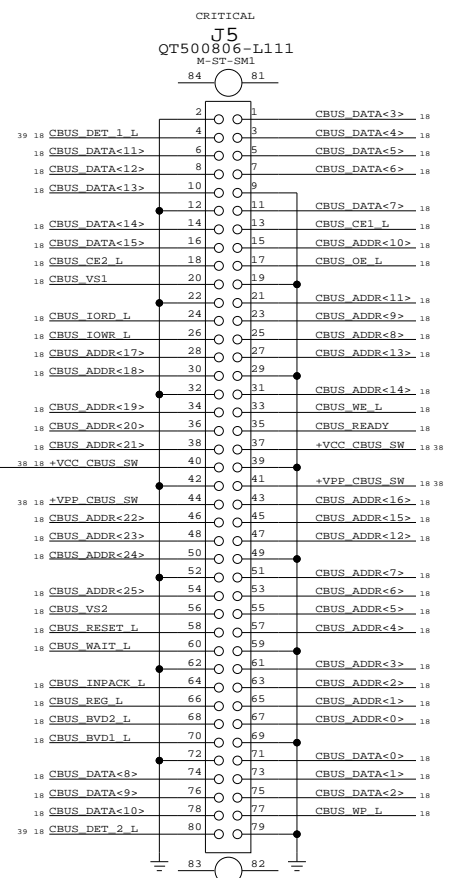 CRITICAL
J5
QT500806-L111
M-ST-SM1
84 81
2 1 CBUS_DATA<3> 18
39 18 CBUS_DET_1_L 4 3 CBUS_DATA<4> 18
18 CBUS_DATA<11> 6 5 CBUS_DATA<5> 18
18 CBUS_DATA<12> 8 7 CBUS_DATA<6> 18
18 CBUS_DATA<13> 10 9
12 11 CBUS_DATA<7> 18
18 CBUS_DATA<14> 14 13 CBUS_CE1_L 18
18 CBUS_DATA<15> 16 15 CBUS_ADDR<10> 18
18 CBUS_CE2_L 18 17 CBUS_OE_L 18
18 CBUS_VS1 20 19
22 21 CBUS_ADDR<11> 18
18 CBUS_IORD_L 24 23 CBUS_ADDR<9> 18
18 CBUS_IOWR_L 26 25 CBUS_ADDR<8> 18
18 CBUS_ADDR<17> 28 27 CBUS_ADDR<13> 18
18 CBUS_ADDR<18> 30 29
32 31 CBUS_ADDR<14> 18
18 CBUS_ADDR<19> 34 33 CBUS_WE_L 18
18 CBUS_ADDR<20> 36 35 CBUS_READY 18
18 CBUS_ADDR<21> 38 37 +VCC_CBUS_SW 18 38
38 18 +VCC_CBUS_SW 40 39
42 41 +VPP_CBUS_SW 18 38
38 18 +VPP_CBUS_SW 44 43 CBUS_ADDR<16> 18
18 CBUS_ADDR<22> 46 45 CBUS_ADDR<15> 18
18 CBUS_ADDR<23> 48 47 CBUS_ADDR<12> 18
18 CBUS_ADDR<24> 50 49
52 51 CBUS_ADDR<7> 18
18 CBUS_ADDR<25> 54 53 CBUS_ADDR<6> 18
18 CBUS_VS2 56 55 CBUS_ADDR<5> 18
18 CBUS_RESET_L 58 57 CBUS_ADDR<4> 18
18 CBUS_WAIT_L 60 59
62 61 CBUS_ADDR<3> 18
18 CBUS_INPACK_L 64 63 CBUS_ADDR<2> 18
18 CBUS_REG_L 66 65 CBUS_ADDR<1> 18
18 CBUS_BVD2_L 68 67 CBUS_ADDR<0> 18
18 CBUS_BVD1_L 70 69
72 71 CBUS_DATA<0> 18
18 CBUS_DATA<8> 74 73 CBUS_DATA<1> 18
18 CBUS_DATA<9> 76 75 CBUS_DATA<2> 18
18 CBUS_DATA<10> 78 77 CBUS_WP_L 18
39 18 CBUS_DET_2_L 80 79
83 82